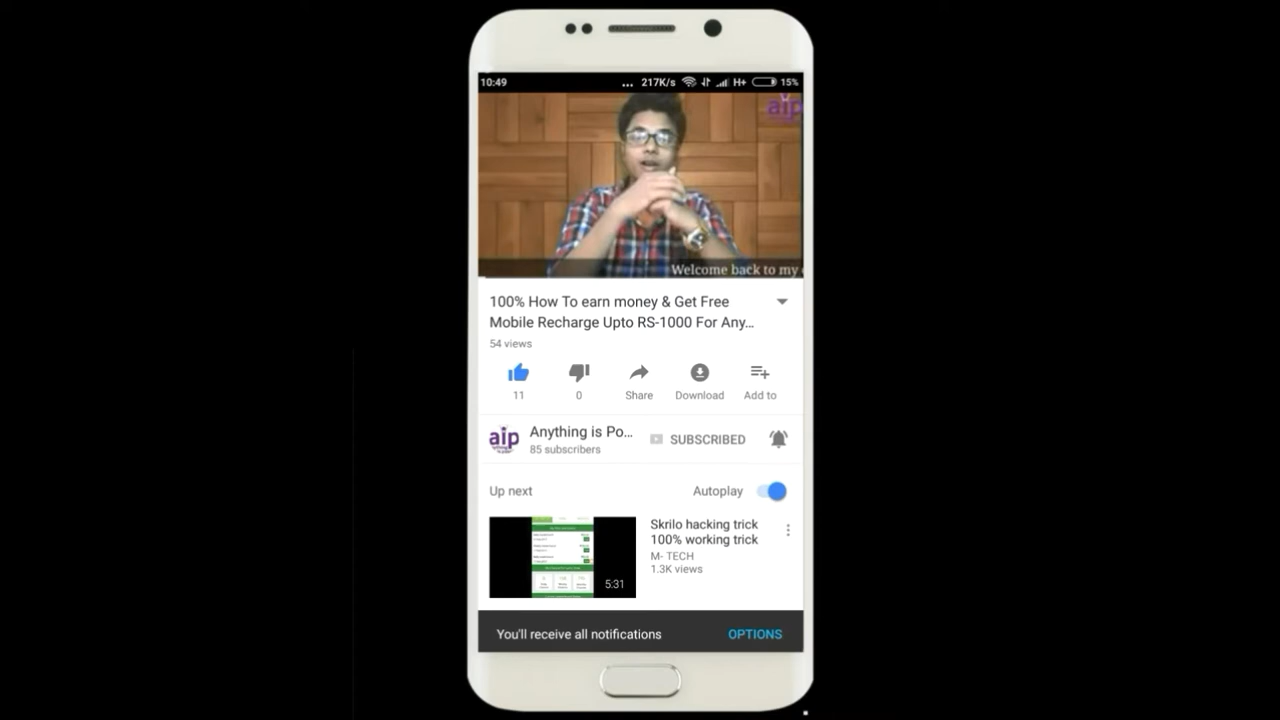 10:49
... 217K/s H+ 15%
aip
Welcome back to my
100% How To earn money & Get Free
Mobile Recharge Upto RS-1000 For Any...
54 views
11
0
Share
Download
Add to
aip
Anything is Po...
85 subscribers
SUBSCRIBED
Up next
Autoplay
5:31
Skrilo hacking trick
100% working trick
M- TECH
1.3K views
You'll receive all notifications
OPTIONS